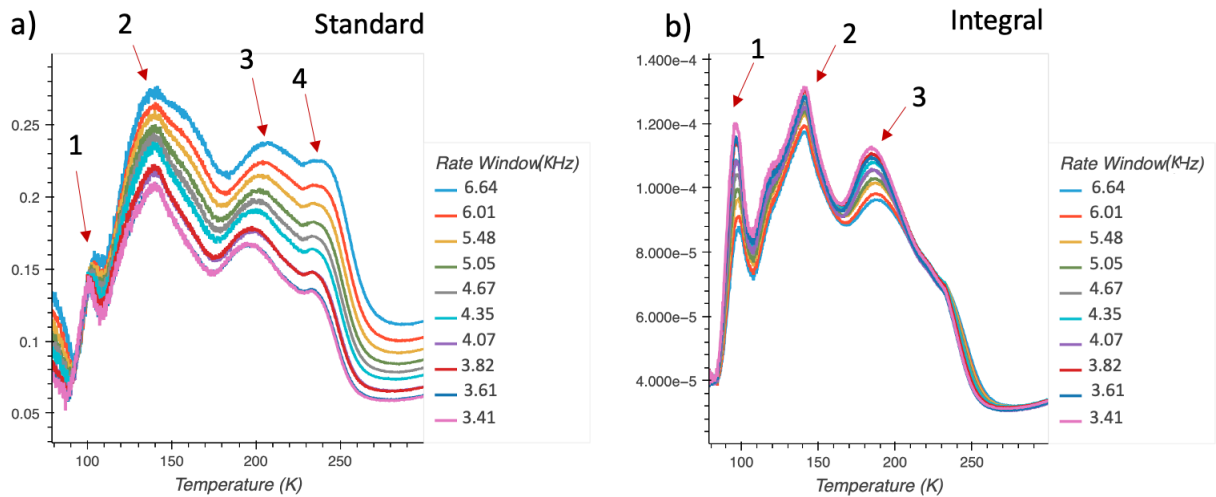 a)
Standard
1
2
3
4
0.25
0.2
0.15
0.1
0.05
100
150
200
250
Temperature (K)
Rate Window(KHz)
6.64
6.01
5.48
5.05
4.67
4.35
4.07
3.82
3.61
3.41
b)
Integral
1
2
3
1.400e−4
1.200e−4
1.000e−4
8.000e−5
6.000e−5
4.000e−5
100
150
200
250
Temperature (K)
Rate Window(KHz)
6.64
6.01
5.48
5.05
4.67
4.35
4.07
3.82
3.61
3.41